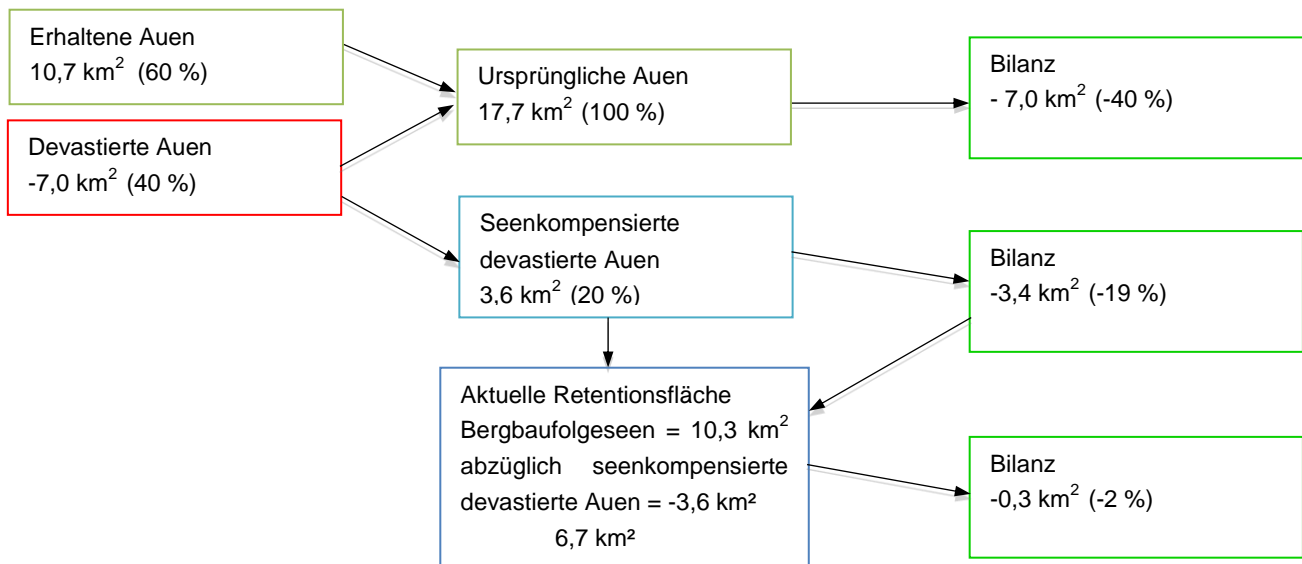 Erhaltene Auen
10,7 km² (60 %)
Devastierte Auen
-7,0 km² (40 %)
Ursprüngliche Auen
17,7 km² (100 %)
Bilanz
- 7,0 km² (-40 %)
Seenkompensierte
devastierte Auen
3,6 km² (20 %)
Bilanz
-3,4 km² (-19 %)
Aktuelle Retentionsfläche
Bergbaufolgeseen = 10,3 km²
abzüglich seenkompensierte
devastierte Auen = -3,6 km²
6,7 km²
Bilanz
-0,3 km² (-2 %)